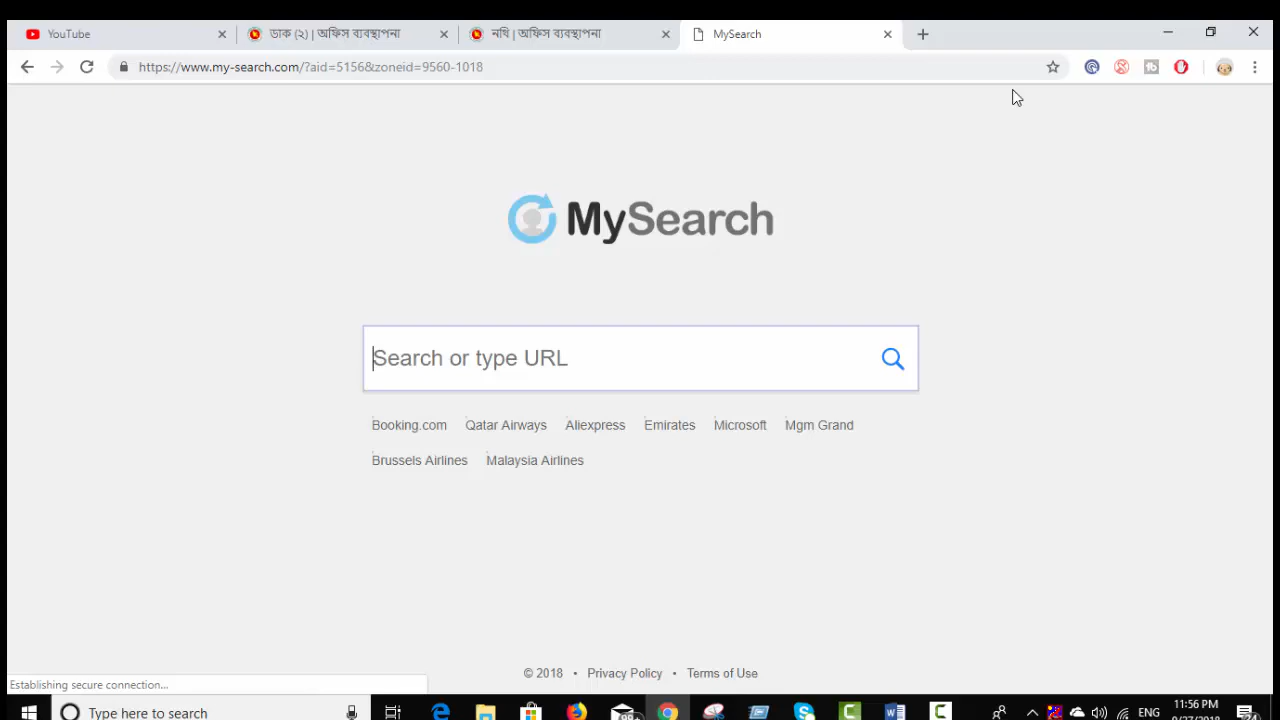 YouTube
ডাক (২) | অফিস ব্যবস্থাপনা
নথি | অফিস ব্যবস্থাপনা
MySearch
https://www.my-search.com/?aid=5156&zoneid=9560-1018
MySearch
Search or type URL
Booking.com Qatar Airways Aliexpress Emirates Microsoft Mgm Grand
Brussels Airlines Malaysia Airlines
© 2018 • Privacy Policy • Terms of Use
Establishing secure connection...
Type here to search
ENG
11:56 PM